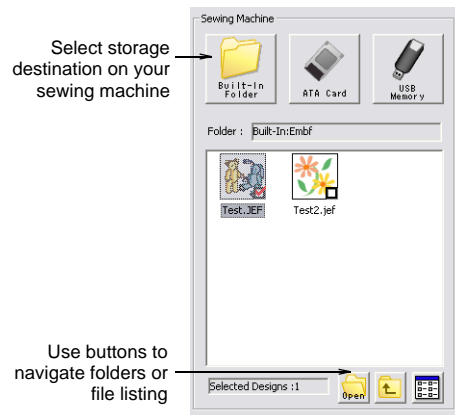 Select storage
destination on your
sewing machine
Sewing Machine
Built-In
Folder
ATA Card
USB
Memory
Folder : Built-In:Embf
Test.JEF
Test2.jef
Use buttons to
navigate folders or
file listing
Selected Designs :1
Open